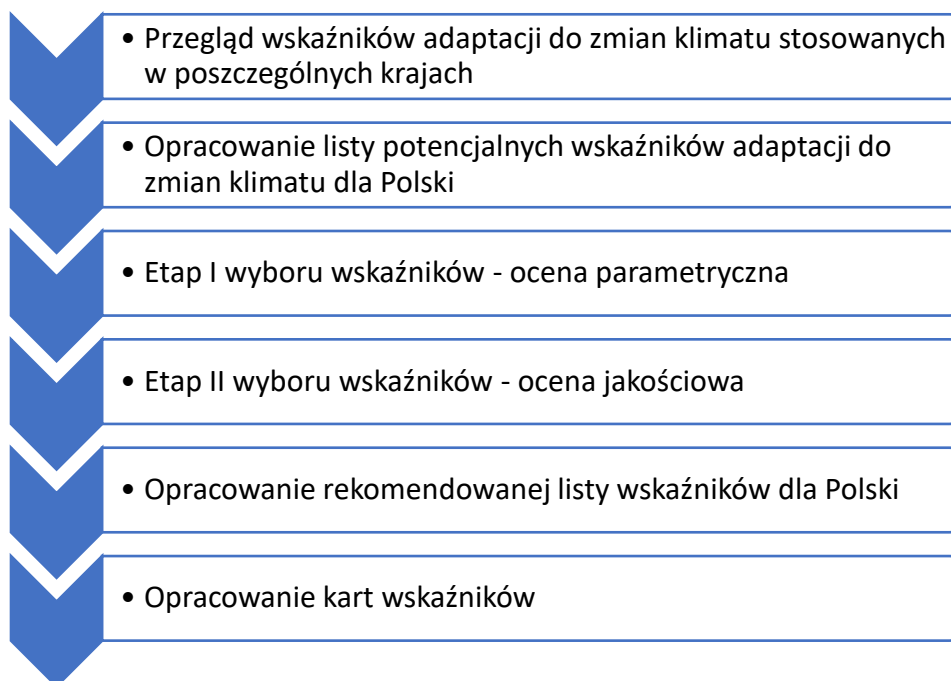 • Przegląd wskaźników adaptacji do zmian klimatu stosowanych
w poszczególnych krajach
• Opracowanie listy potencjalnych wskaźników adaptacji do
zmian klimatu dla Polski
• Etap I wyboru wskaźników - ocena parametryczna
• Etap II wyboru wskaźników - ocena jakościowa
• Opracowanie rekomendowanej listy wskaźników dla Polski
• Opracowanie kart wskaźników